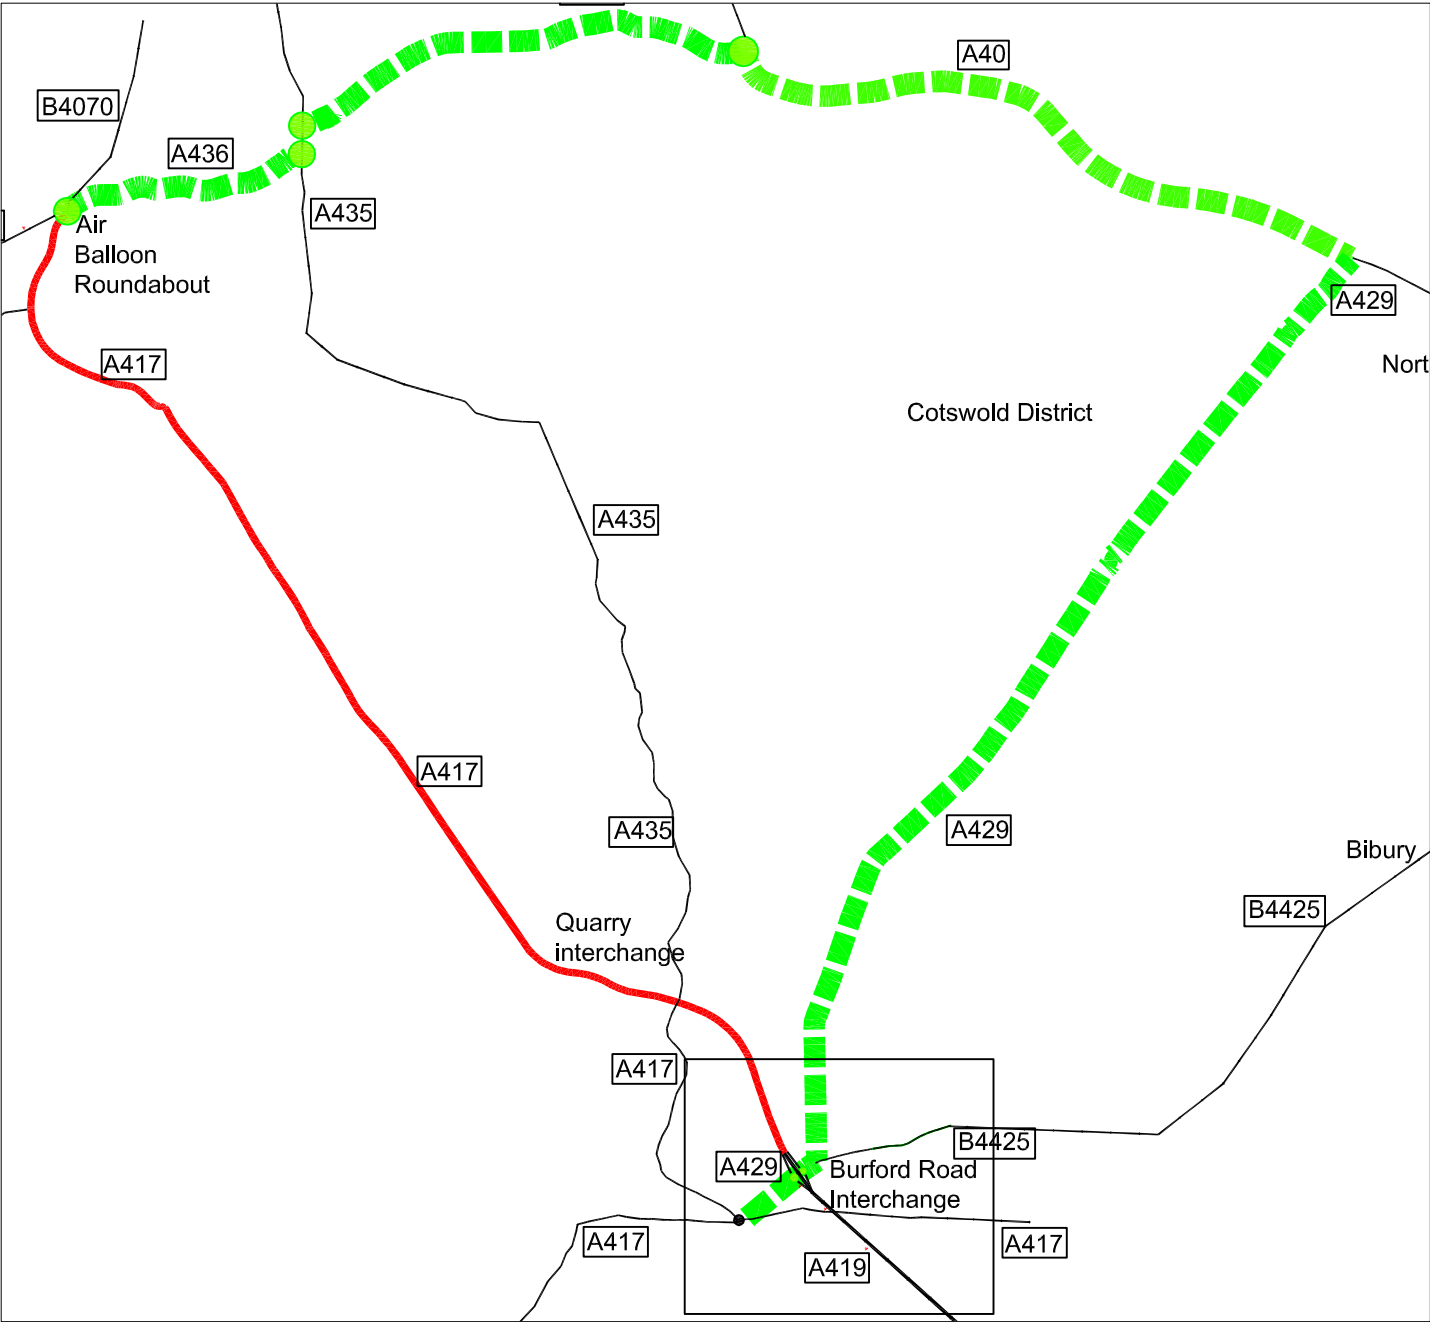 A40
B4070
A436
A435
Air
Balloon
Roundabout
A429
A417
Nort
Cotswold District
A435
A417
A435
A429
Bibury
B4425
Quarry
interchange
A417
B4425
A429
Burford Road
Interchange
A417
A417
A419